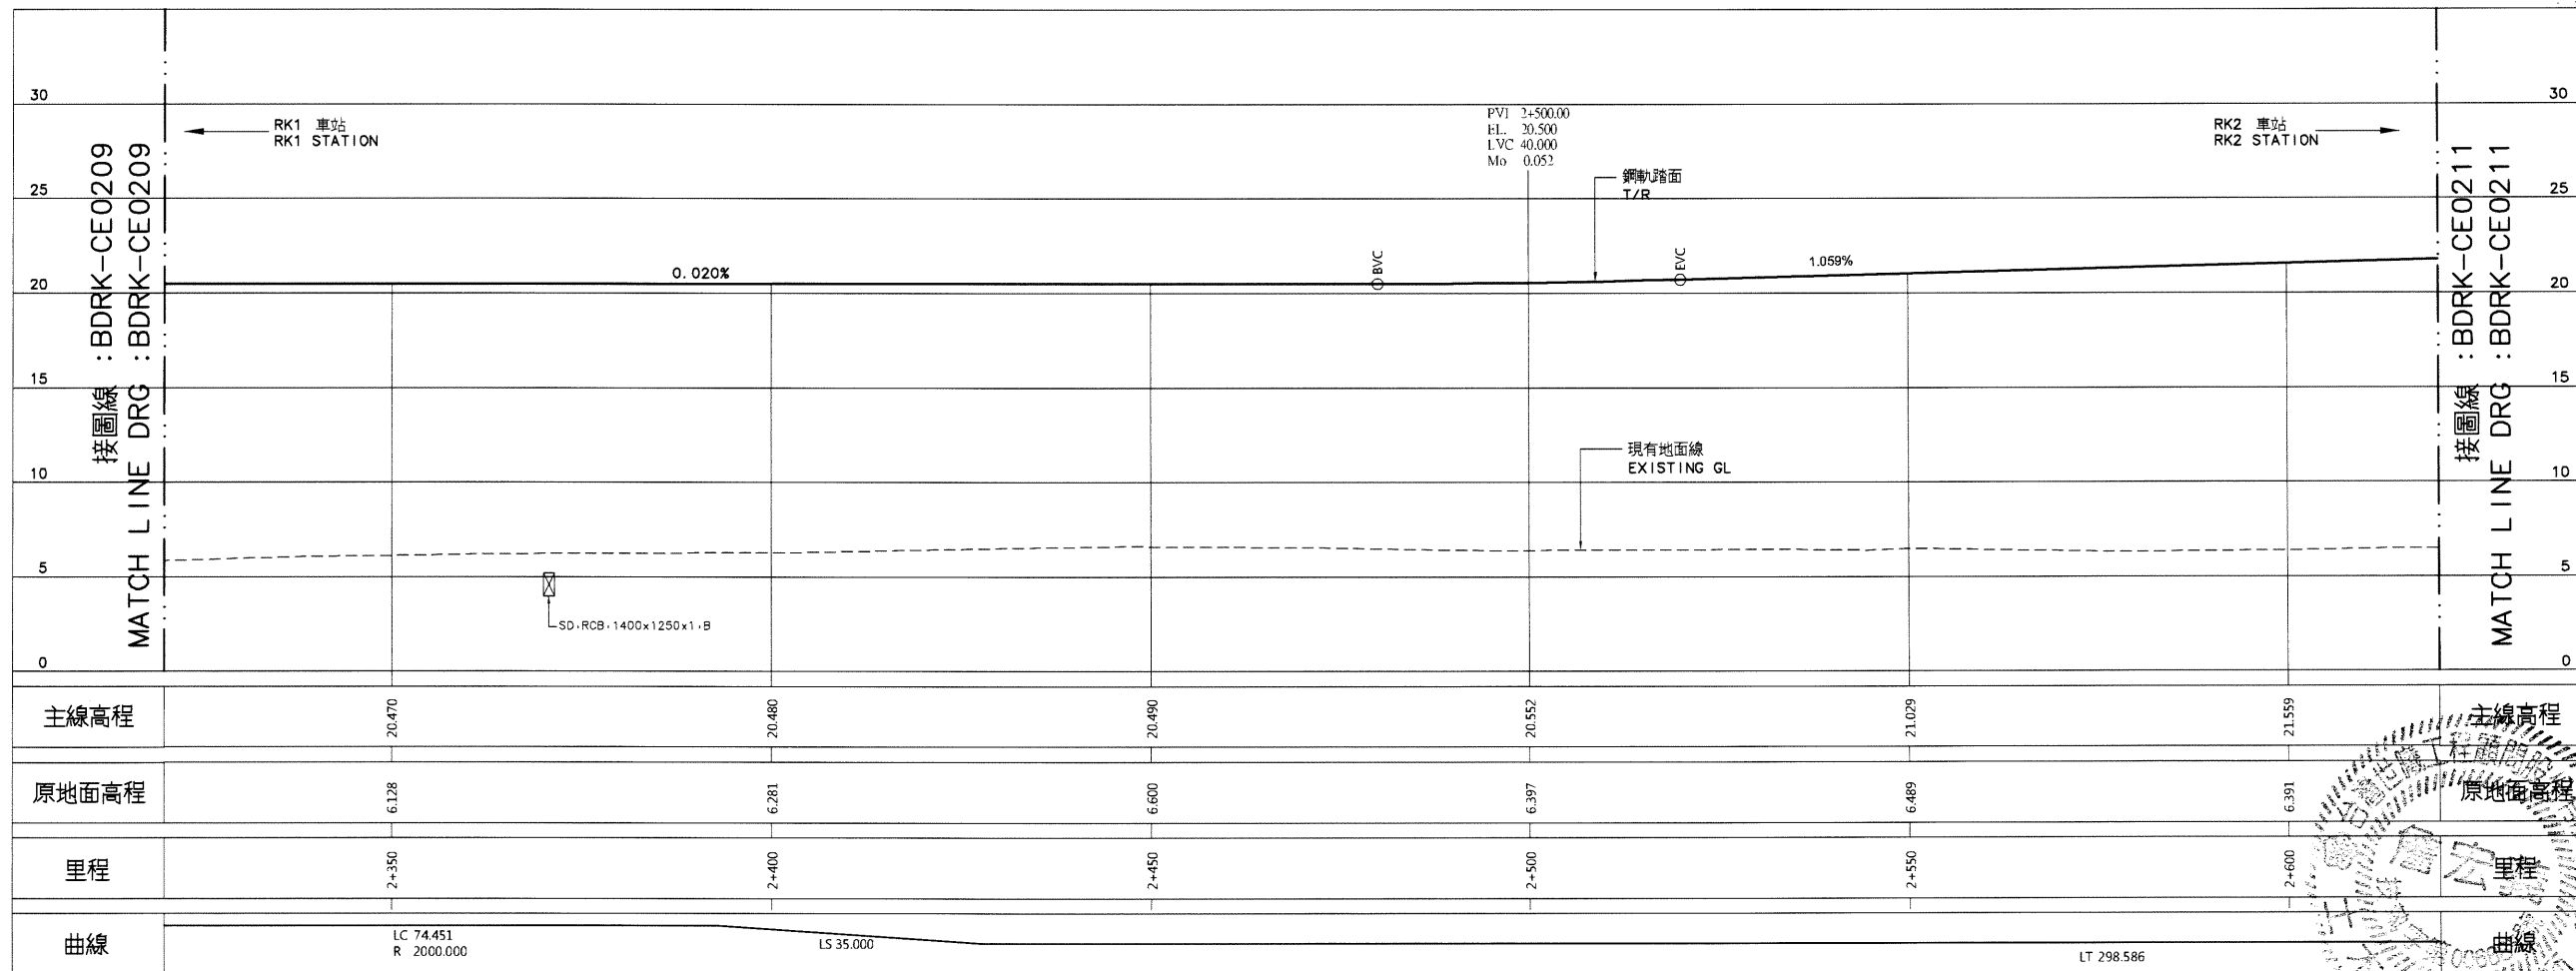 30
25
20
15
10
5
0
接圖線 :BDRK-CE0209
MATCH LINE DRG :BDRK-CE0209
RK1 車站
RK1 STATION
0.020%
SD,RCB,1400x1250x1,B
BVC
PVI 2+500.00
EL. 20.500
LVC 40.000
Mo 0.052
鋼軌踏面
T/R
EVC
1.059%
現有地面線
EXISTING GL
RK2 車站
RK2 STATION
接圖線 :BDRK-CE0211
MATCH LINE DRG :BDRK-CE0211
30
25
20
15
10
5
0
主線高程 20.470 20.480 20.490 20.552 21.029 21.559 主線高程
原地面高程 6.128 6.281 6.600 6.397 6.489 6.391 原地面高程
里程 2+350 2+400 2+450 2+500 2+550 2+600 里程
曲線 LC 74.451 LS 35.000 LT 298.586 曲線
R 2000.000